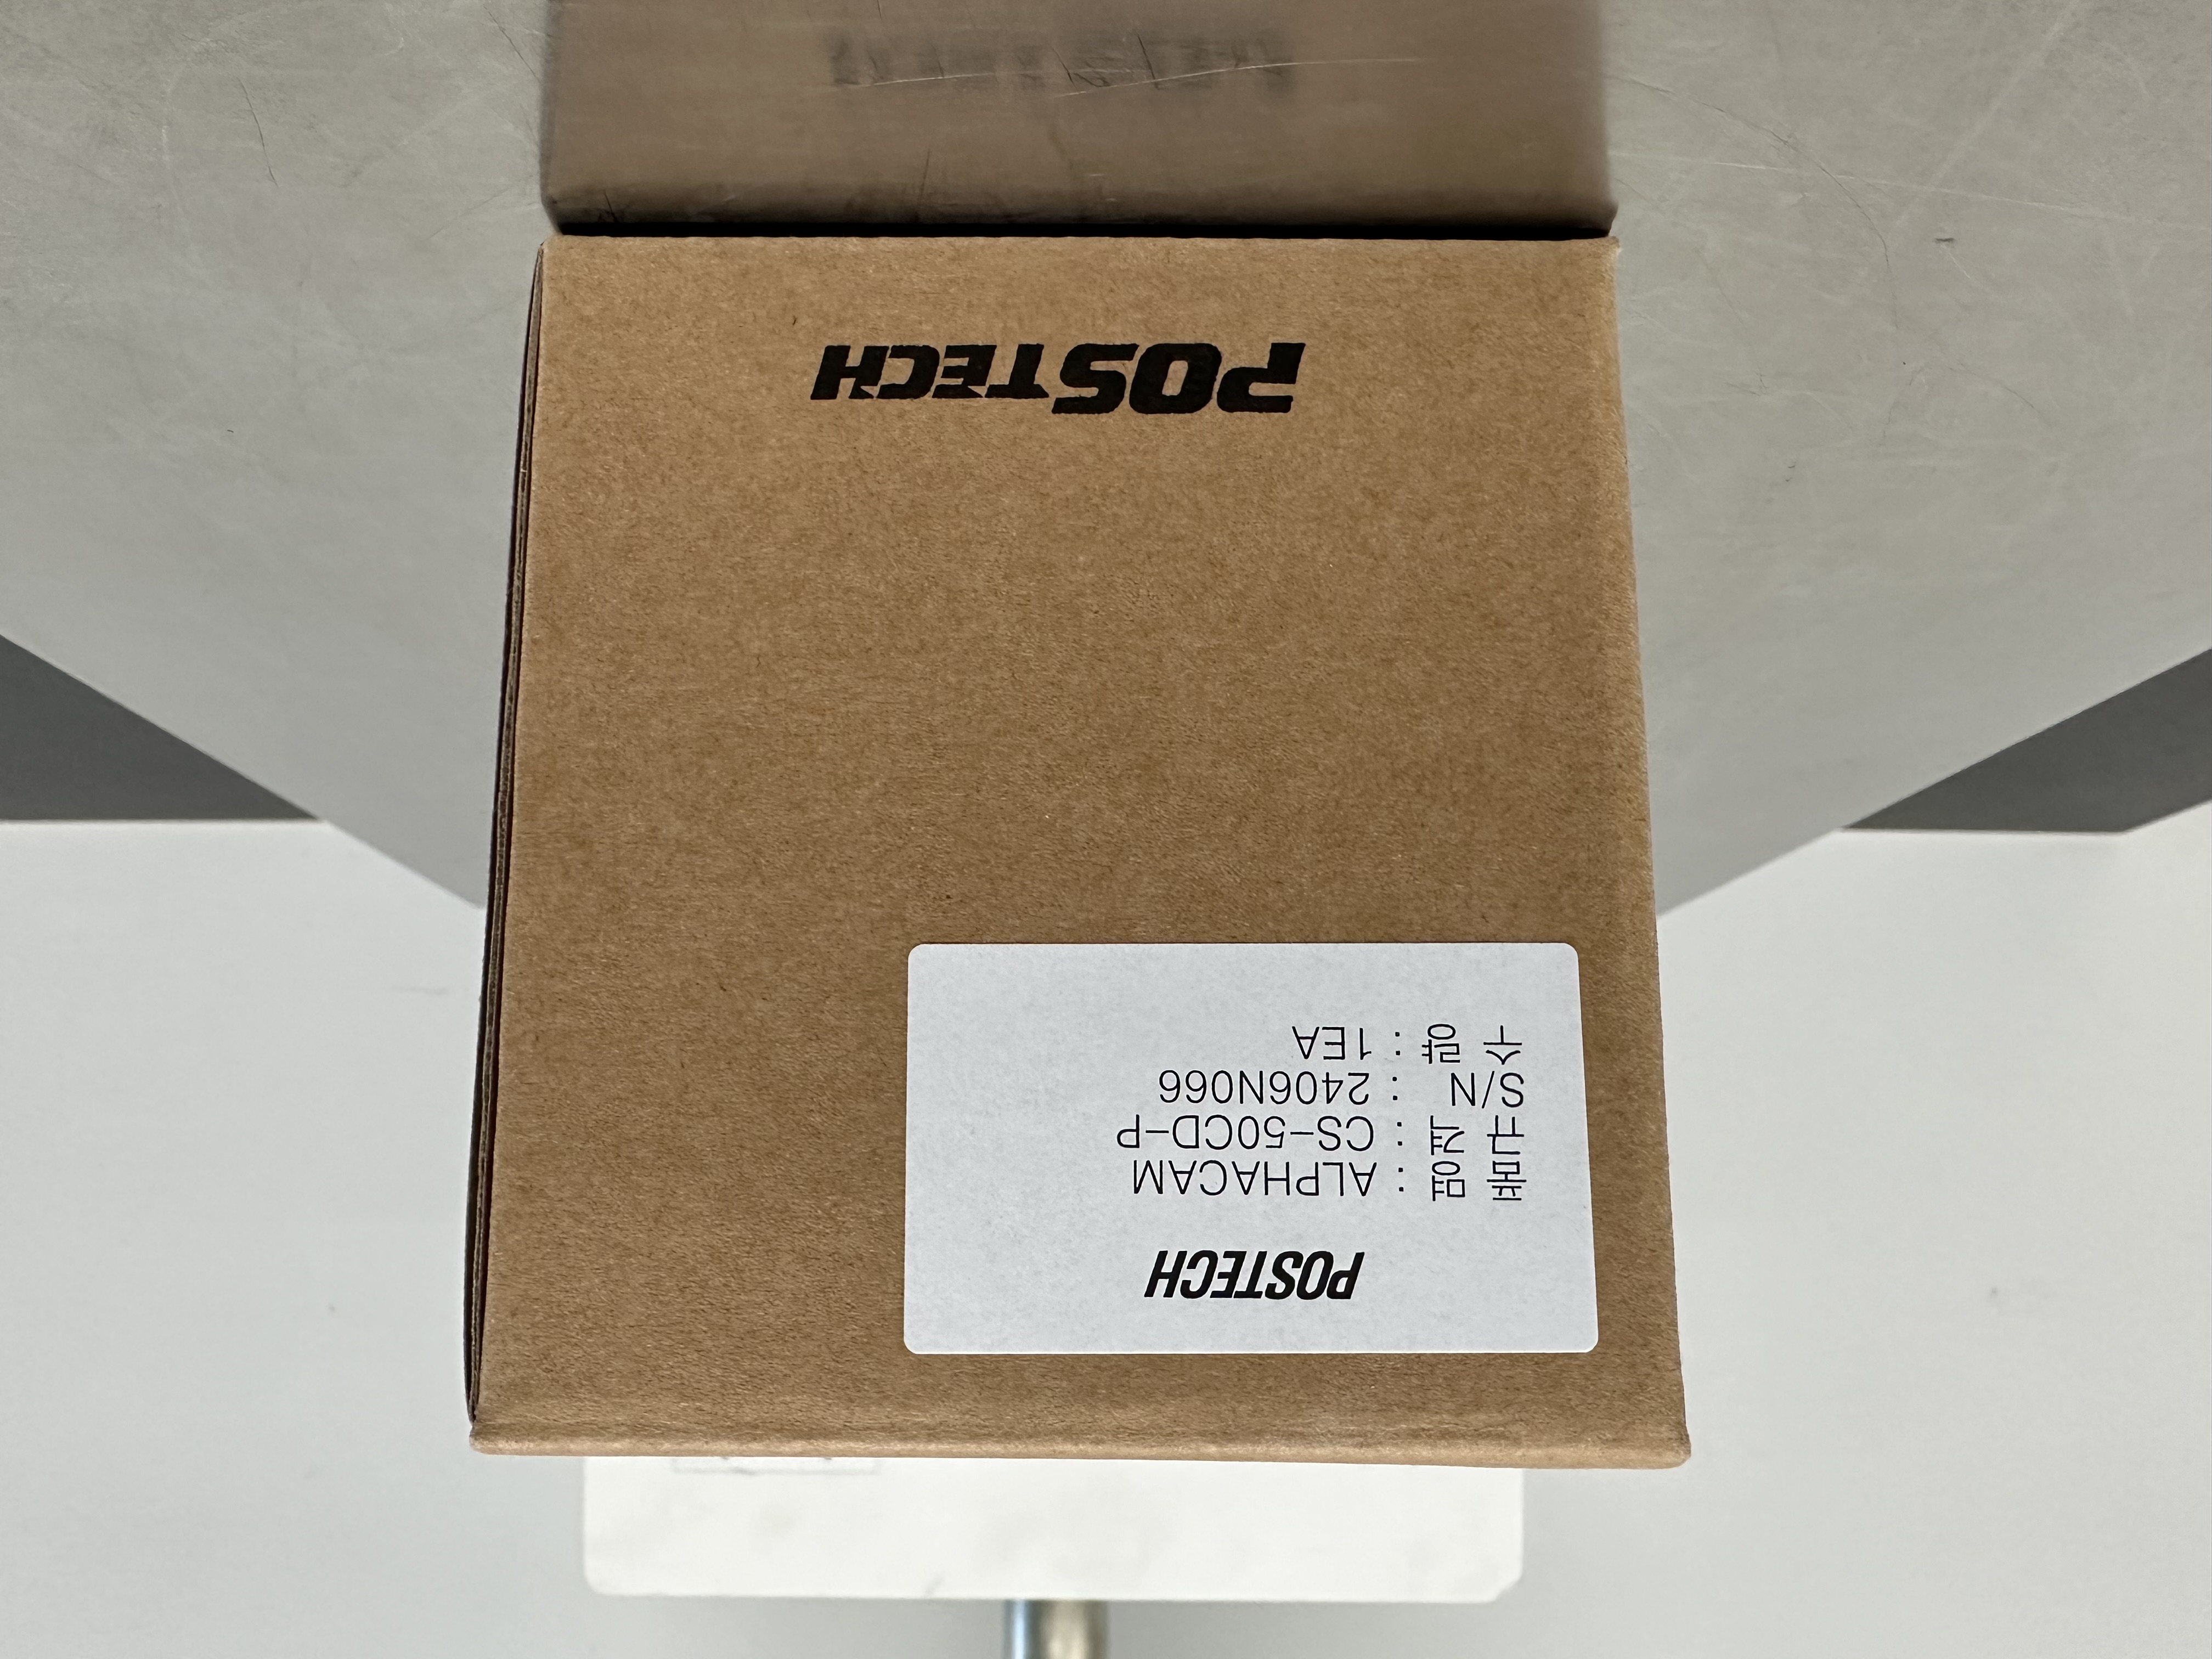 POSTECH
품 명 : ALPHACAM
규 격 : CS-50CD-P
S/N : 2406N066
수 량 : 1EA
POSTECH